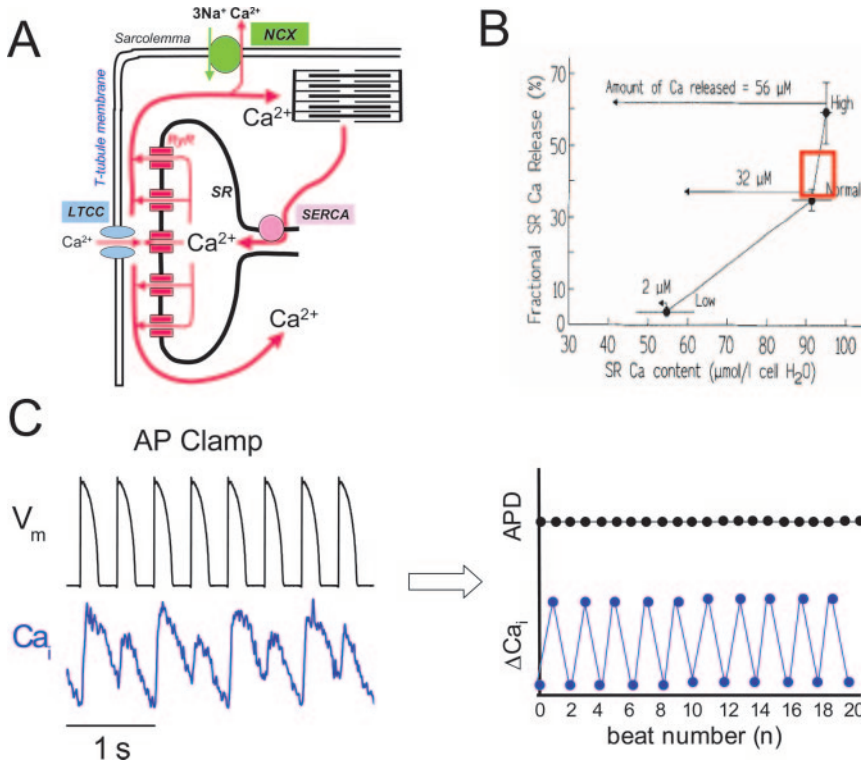 A
3Na⁺ Ca²⁺
NCX
Sarcolemma
T-tubule membrane
Ca²⁺
RyR
SR
LTCC
SERCA
Ca²⁺
Ca²⁺
Ca²⁺
B
Fractional SR Ca Release (%)
70
60
50
40
30
20
10
0
Amount of Ca released = 56 µM
High
32 µM
Normal
2 µM
Low
30 40 50 60 70 80 90 100
SR Ca content (µmol/l cell H₂O)
C
AP Clamp
Vm
Cai
1 s
APD
ΔCai
0 2 4 6 8 10 12 14 16 18 20
beat number (n)